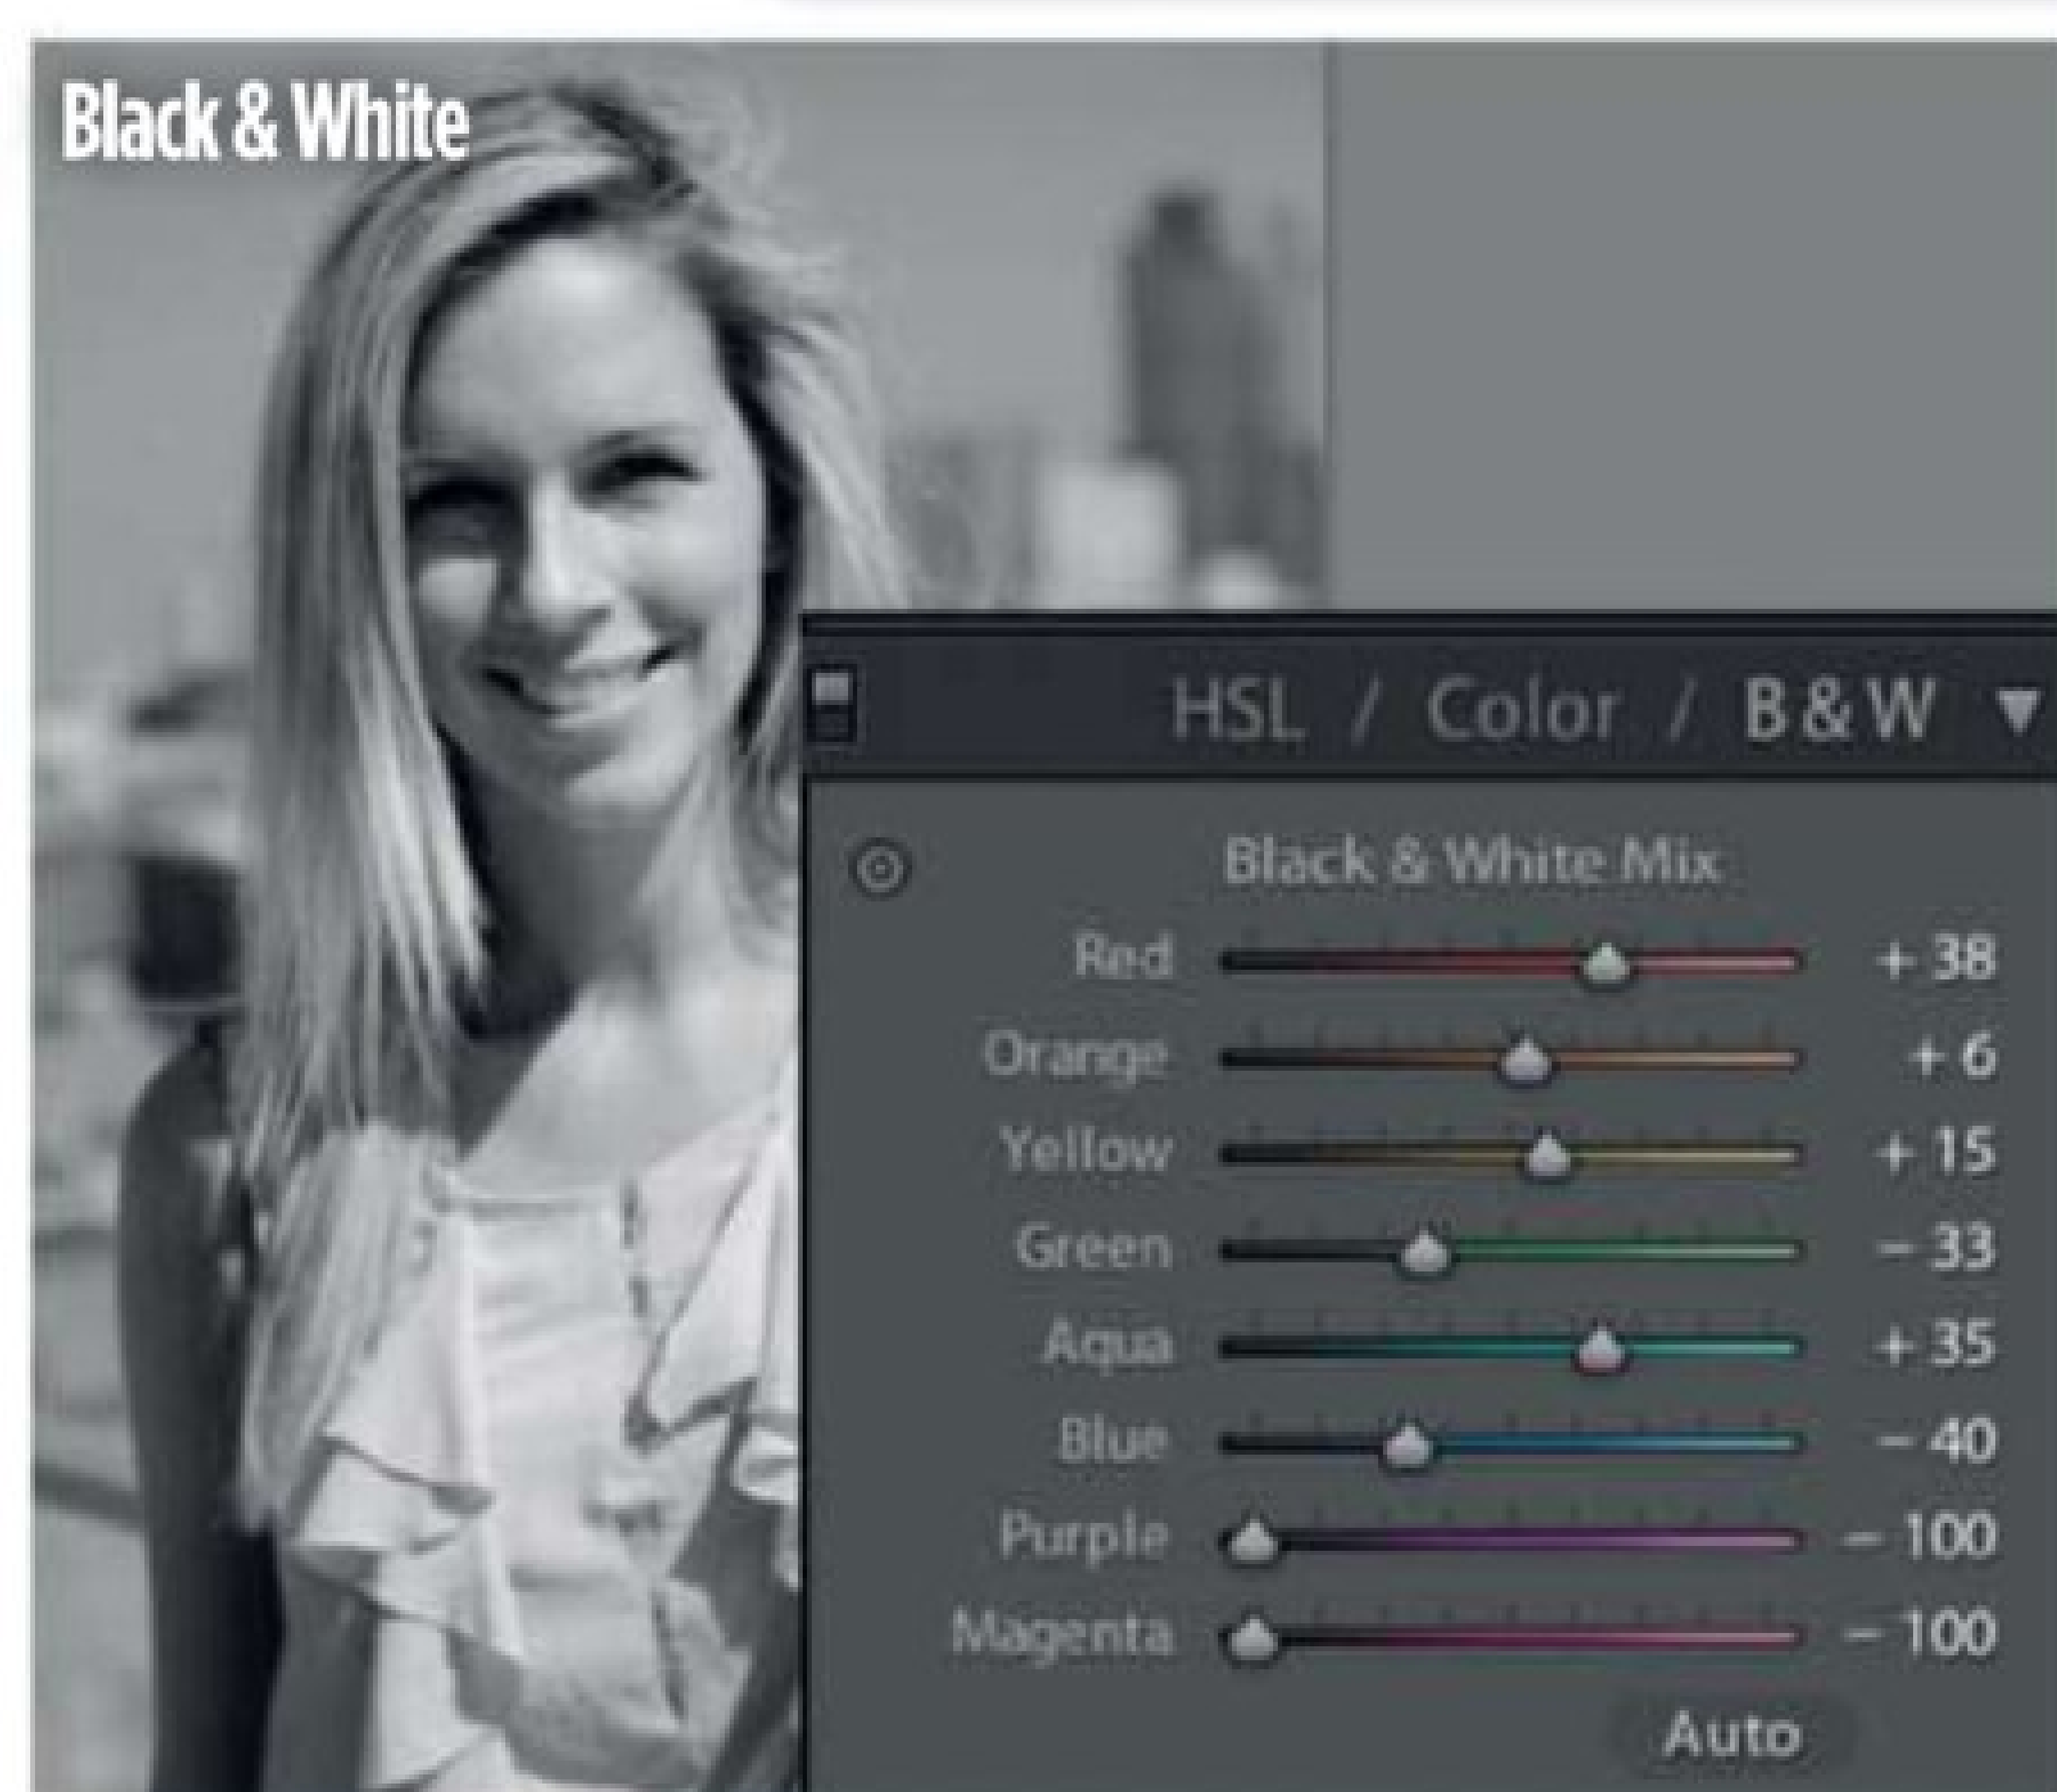 Black & White
HSL / Color / B & W
Black & White Mix
Red + 38
Orange + 6
Yellow + 15
Green − 33
Aqua + 35
Blue − 40
Purple − 100
Magenta − 100
Auto